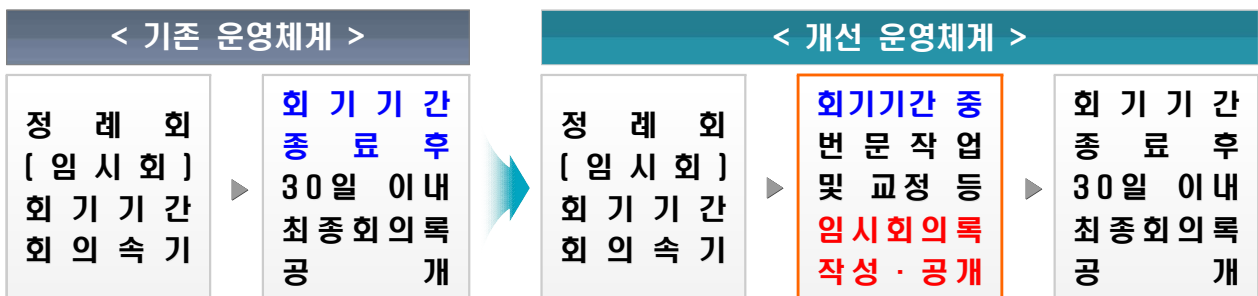 < 기존 운영체계 >
정 례 회
( 임 시 회 )
회 기 기 간
회 의 속 기
회 기 기 간
종 료 후
30일 이내
최종회의록
공 개
< 개선 운영체계 >
정 례 회
( 임 시 회 )
회 기 기 간
회 의 속 기
회기기간 중
번 문 작 업
및 교정 등
임시회의록
작성 · 공개
회 기 기 간
종 료 후
30일 이내
최종회의록
공 개